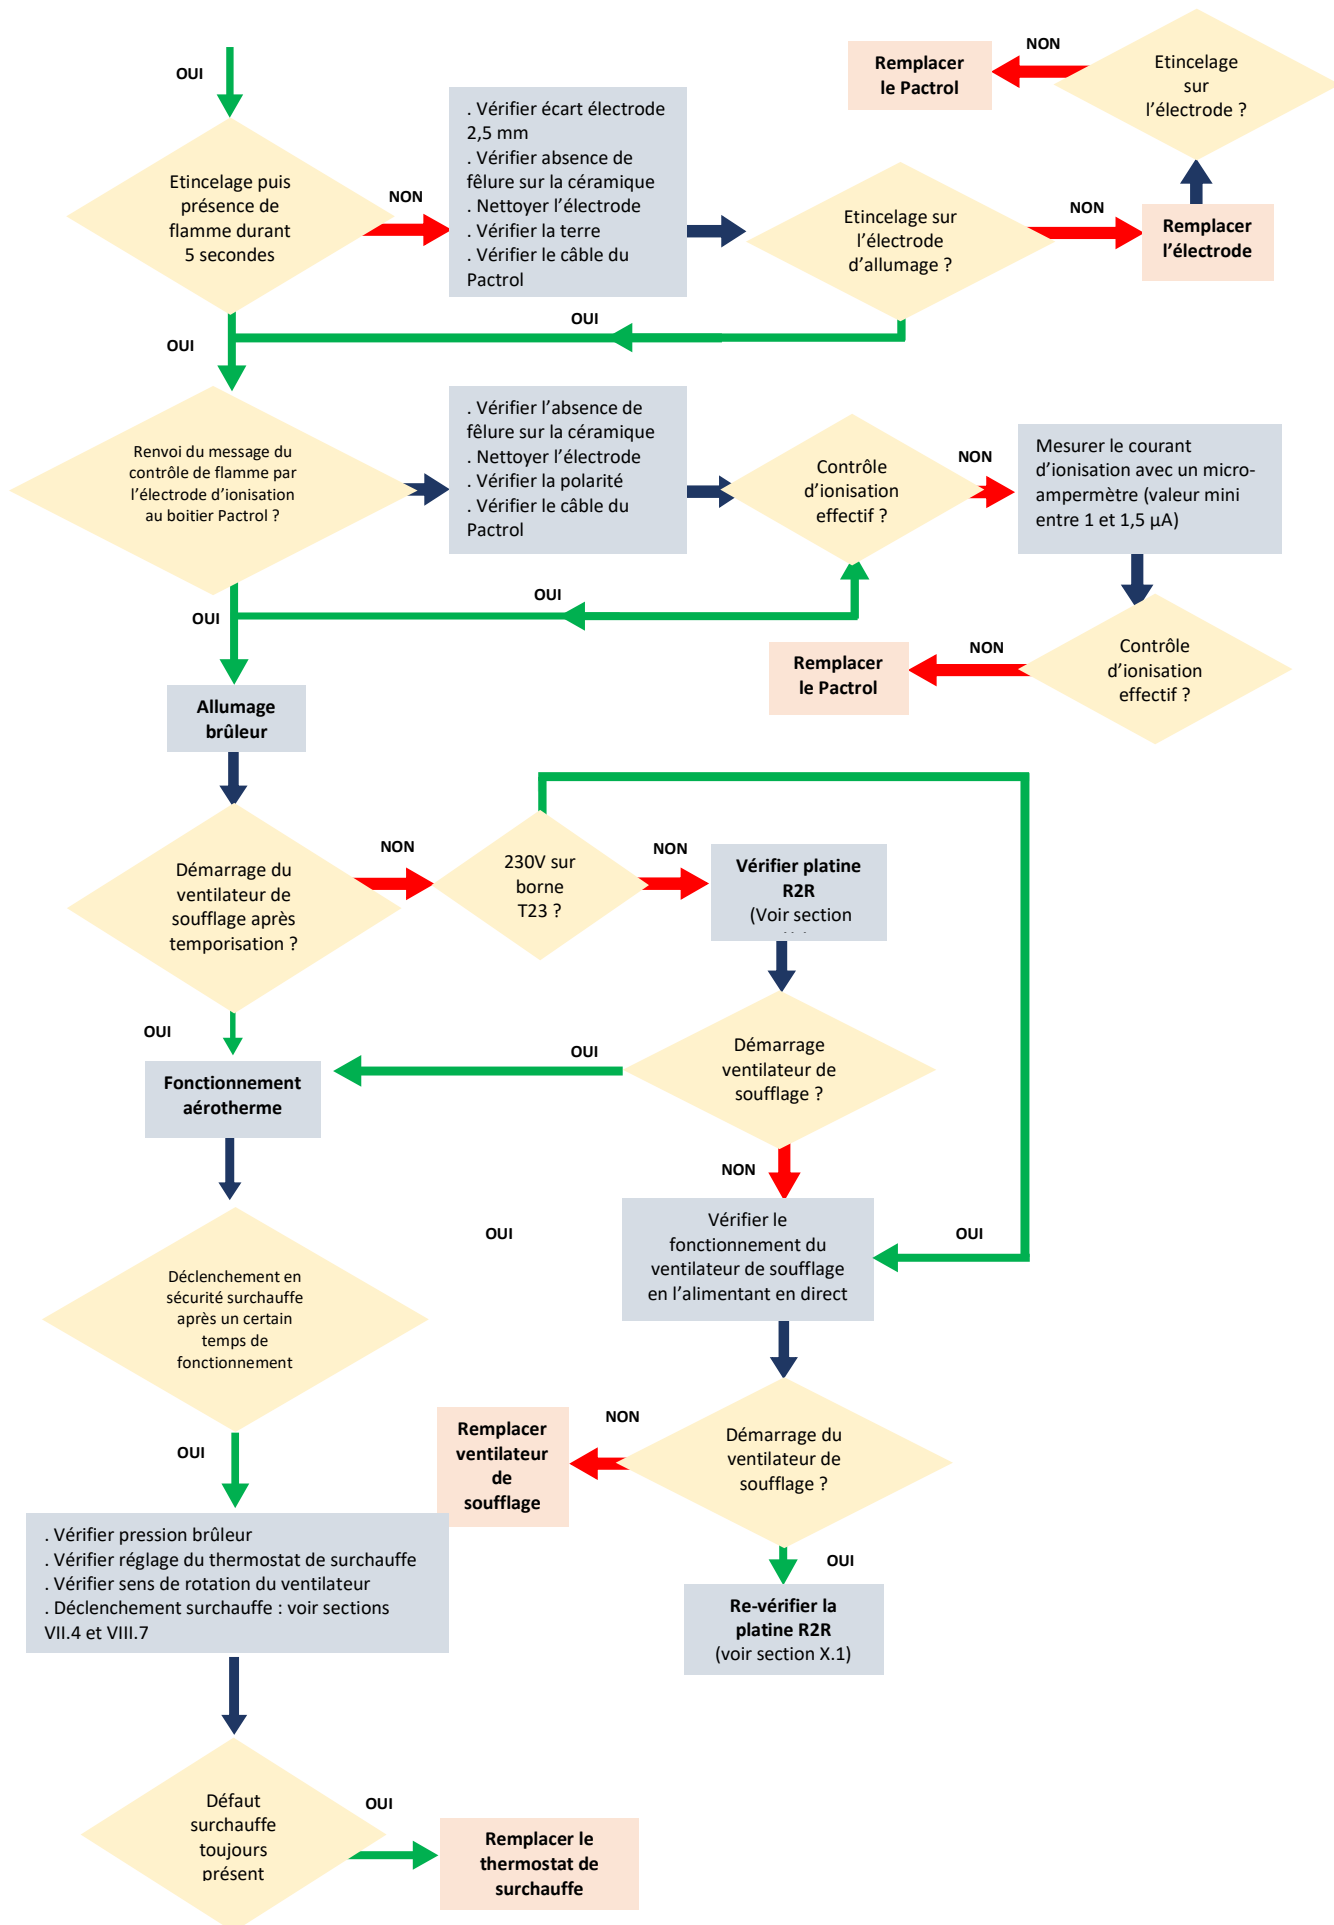 OUI
Etincelage puis
présence de
flamme durant
5 secondes
NON
. Vérifier écart électrode
2,5 mm
. Vérifier absence de
fêlure sur la céramique
. Nettoyer l’électrode
. Vérifier la terre
. Vérifier le câble du
Pactrol
Etincelage sur
l’électrode
d’allumage ?
NON
Remplacer
l’électrode
Etincelage
sur
l’électrode ?
NON
Remplacer
le Pactrol
OUI
OUI
Renvoi du message du
contrôle de flamme par
l’électrode d’ionisation
au boitier Pactrol ?
. Vérifier l’absence de
fêlure sur la céramique
. Nettoyer l’électrode
. Vérifier la polarité
. Vérifier le câble du
Pactrol
Contrôle
d’ionisation
effectif ?
NON
Mesurer le courant
d’ionisation avec un micro-
ampermètre (valeur mini
entre 1 et 1,5 µA)
OUI
OUI
Contrôle
d’ionisation
effectif ?
NON
Remplacer
le Pactrol
Allumage
brûleur
Démarrage du
ventilateur de
soufflage après
temporisation ?
NON
230V sur
borne
T23 ?
NON
Vérifier platine
R2R
(Voir section
OUI
Démarrage
ventilateur de
soufflage ?
OUI
Fonctionnement
aérotherme
NON
Vérifier le
fonctionnement du
ventilateur de soufflage
en l’alimentant en direct
OUI
OUI
Déclenchement en
sécurité surchauffe
après un certain
temps de
fonctionnement
Démarrage du
ventilateur de
soufflage ?
NON
Remplacer
ventilateur
de
soufflage
OUI
. Vérifier pression brûleur
. Vérifier réglage du thermostat de surchauffe
. Vérifier sens de rotation du ventilateur
. Déclenchement surchauffe : voir sections
VII.4 et VIII.7
OUI
Re-vérifier la
platine R2R
(voir section X.1)
Défaut
surchauffe
toujours
présent
OUI
Remplacer le
thermostat de
surchauffe